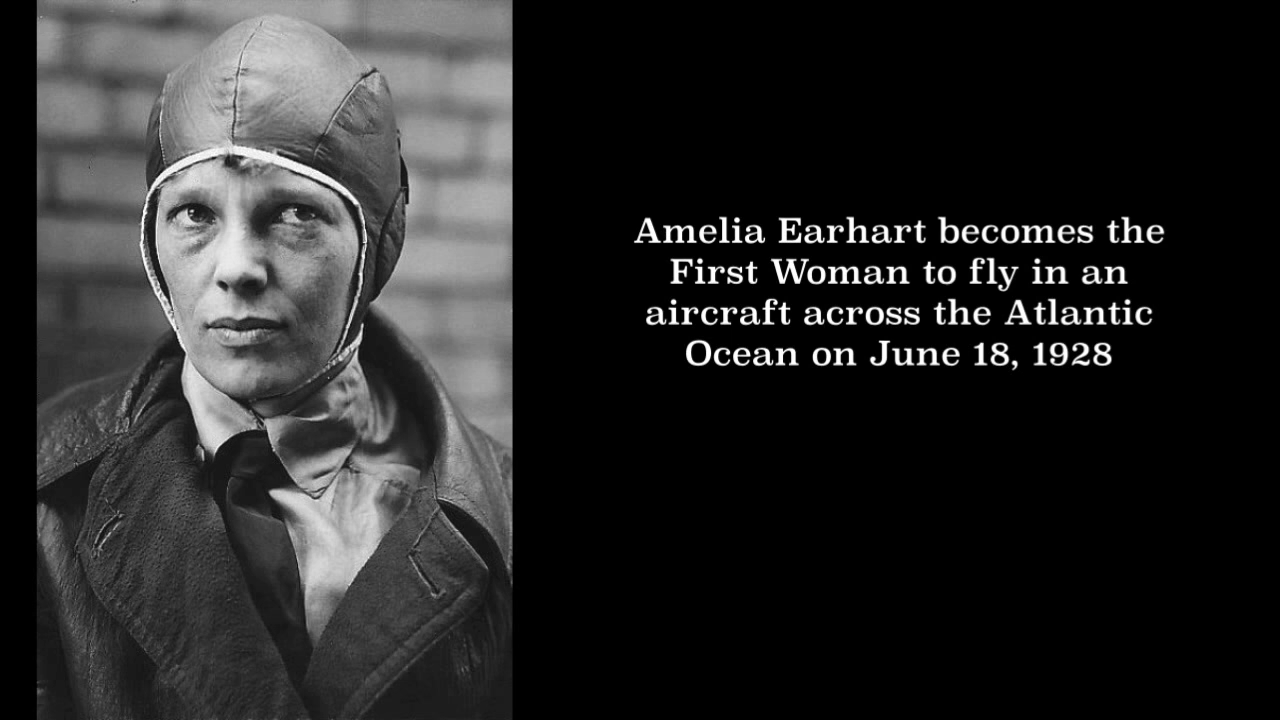 Amelia Earhart becomes the
First Woman to fly in an
aircraft across the Atlantic
Ocean on June 18, 1928